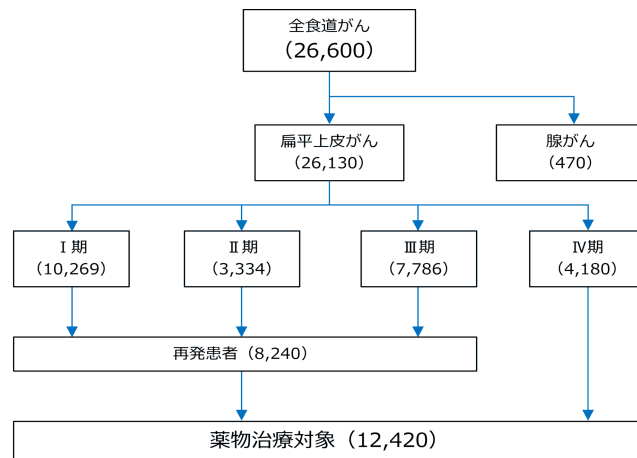 全食道がん
（26,600）
扁平上皮がん
（26,130）
腺がん
（470）
Ⅰ期
（10,269）
Ⅱ期
（3,334）
Ⅲ期
（7,786）
Ⅳ期
（4,180）
再発患者（8,240）
薬物治療対象（12,420）